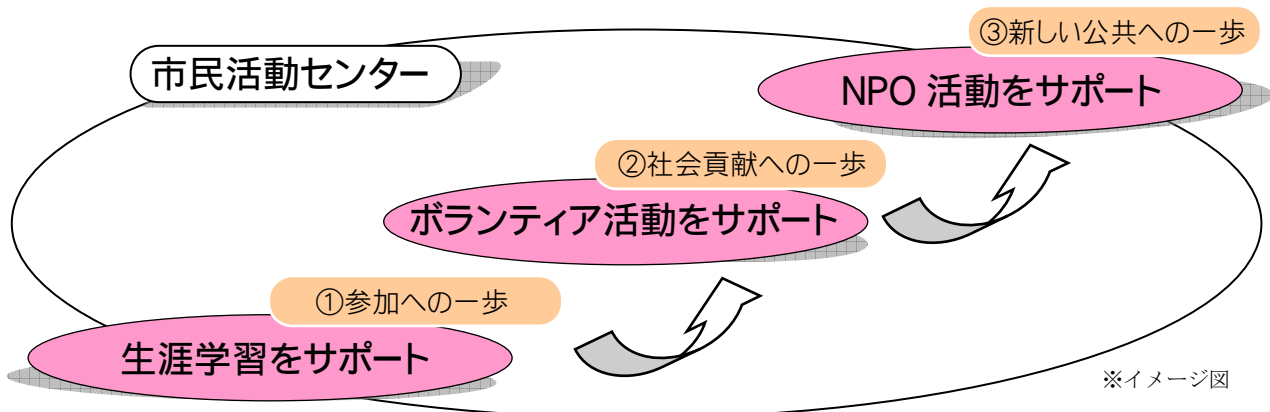 ③新しい公共への一歩
市民活動センター
NPO 活動をサポート
②社会貢献への一歩
ボランティア活動をサポート
①参加への一歩
生涯学習をサポート
※イメージ図